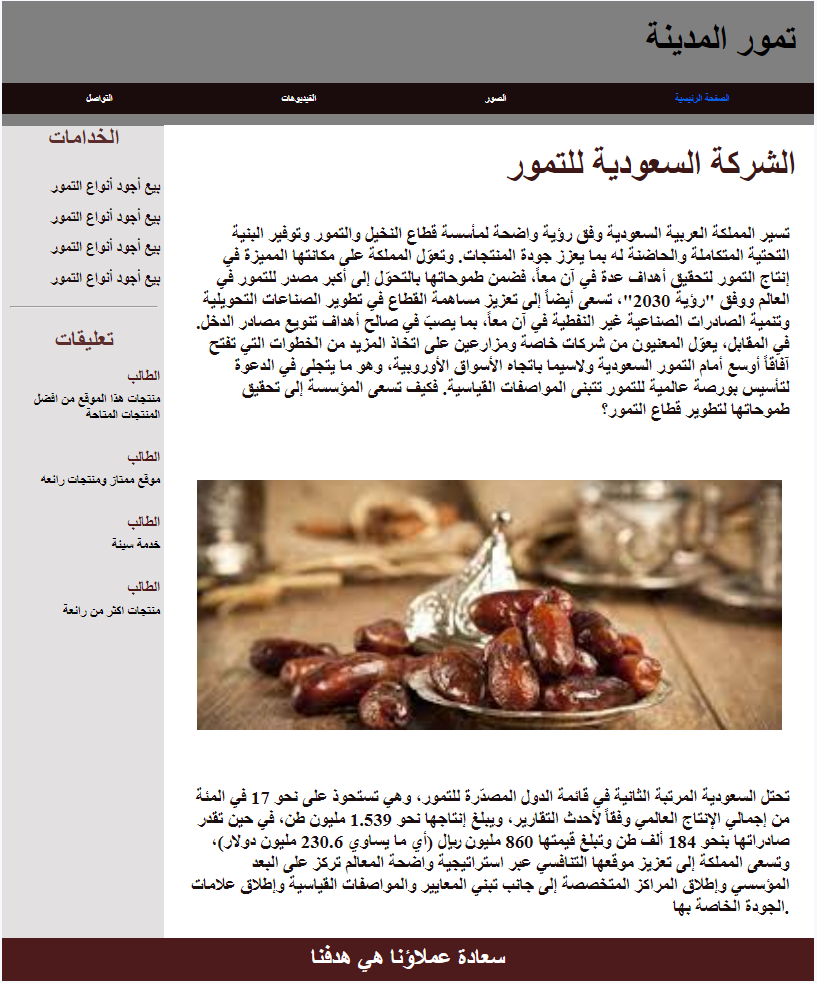 تمور المدينة
الصفحة الرئيسية
الصور
الفيديوهات
التواصل
الشركة السعودية للتمور
تسير المملكة العربية السعودية وفق رؤية واضحة لمأسسة قطاع النخيل والتمور وتوفير البنية
التحتية المتكاملة والحاضنة له بما يعزز جودة المنتجات. وتعوّل المملكة على مكانتها المميزة في
إنتاج التمور لتحقيق أهداف عدة في آن معاً، فضمن طموحاتها بالتحوّل إلى أكبر مصدر للتمور في
العالم ووفق "رؤية 2030"، تسعى أيضاً إلى تعزيز مساهمة القطاع في تطوير الصناعات التحويلية
وتنمية الصادرات الصناعية غير النفطية في آن معاً، بما يصبّ في صالح أهداف تنويع مصادر الدخل.
في المقابل، يعوّل المعنيون من شركات خاصة ومزارعين على اتخاذ المزيد من الخطوات التي تفتح
آفاقاً أوسع أمام التمور السعودية ولاسيما باتجاه الأسواق الأوروبية، وهو ما يتجلى في الدعوة
لتأسيس بورصة عالمية للتمور تتبنى المواصفات القياسية. فكيف تسعى المؤسسة إلى تحقيق
طموحاتها لتطوير قطاع التمور؟
تحتل السعودية المرتبة الثانية في قائمة الدول المصدّرة للتمور، وهي تستحوذ على نحو 17 في المئة
من إجمالي الإنتاج العالمي وفقاً لأحدث التقارير، ويبلغ إنتاجها نحو 1.539 مليون طن، في حين تقدر
صادراتها بنحو 184 ألف طن وتبلغ قيمتها 860 مليون ريال (أي ما يساوي 230.6 مليون دولار)،
وتسعى المملكة إلى تعزيز موقعها التنافسي عبر استراتيجية واضحة المعالم تركز على البعد
المؤسسي وإطلاق المراكز المتخصصة إلى جانب تبني المعايير والمواصفات القياسية وإطلاق علامات
.الجودة الخاصة بها
الخدامات
بيع أجود أنواع التمور
بيع أجود أنواع التمور
بيع أجود أنواع التمور
بيع أجود أنواع التمور
تعليقات
الطالب
منتجات هذا الموقع من افضل
المنتجات المتاحة
الطالب
موقع ممتاز ومنتجات رائعه
الطالب
خدمة سيئة
الطالب
منتجات اكثر من رائعة
سعادة عملاؤنا هي هدفنا